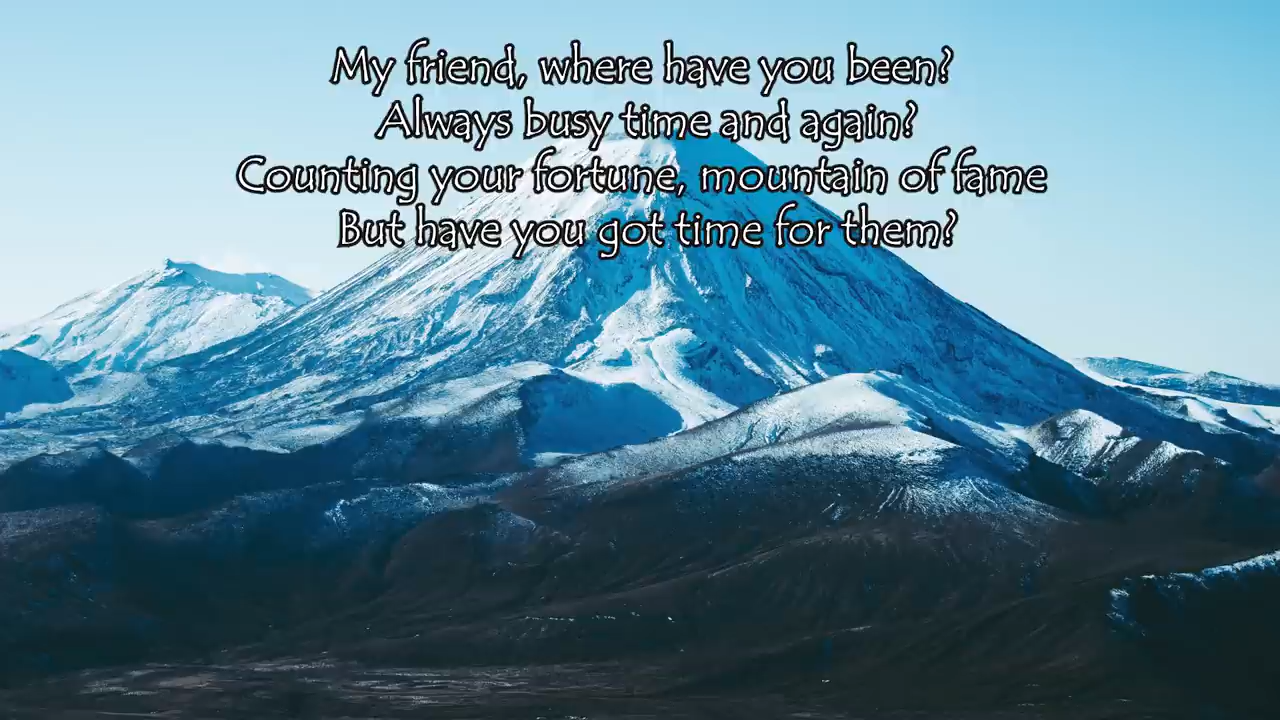 My friend, where have you been?
Always busy time and again?
Counting your fortune, mountain of fame
But have you got time for them?